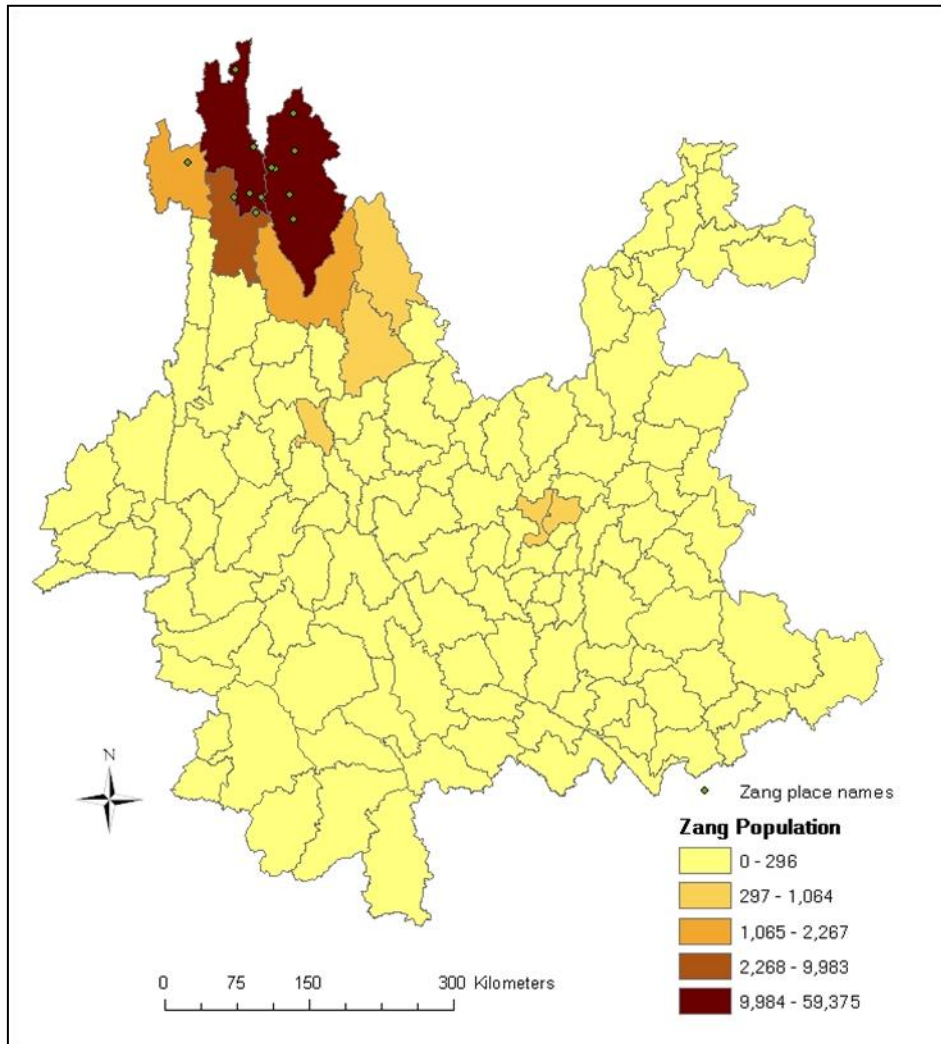 N
Zang place names
Zang Population
0 - 296
297 - 1,064
1,065 - 2,267
2,268 - 9,983
9,984 - 59,375
0 75 150 300 Kilometers